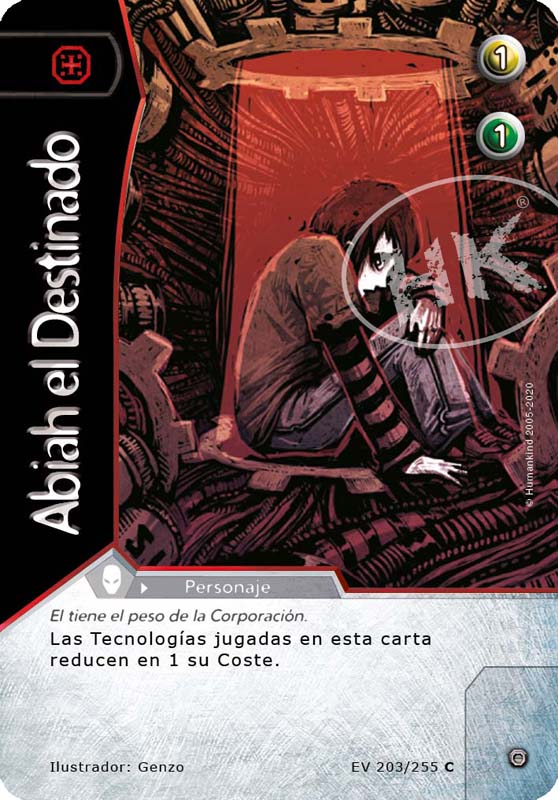 Abiah el Destinado
1
1
HK®
© Humankind 2005-2020
Personaje
El tiene el peso de la Corporación.
Las Tecnologías jugadas en esta carta
reducen en 1 su Coste.
Ilustrador: Genzo
EV 203/255 C